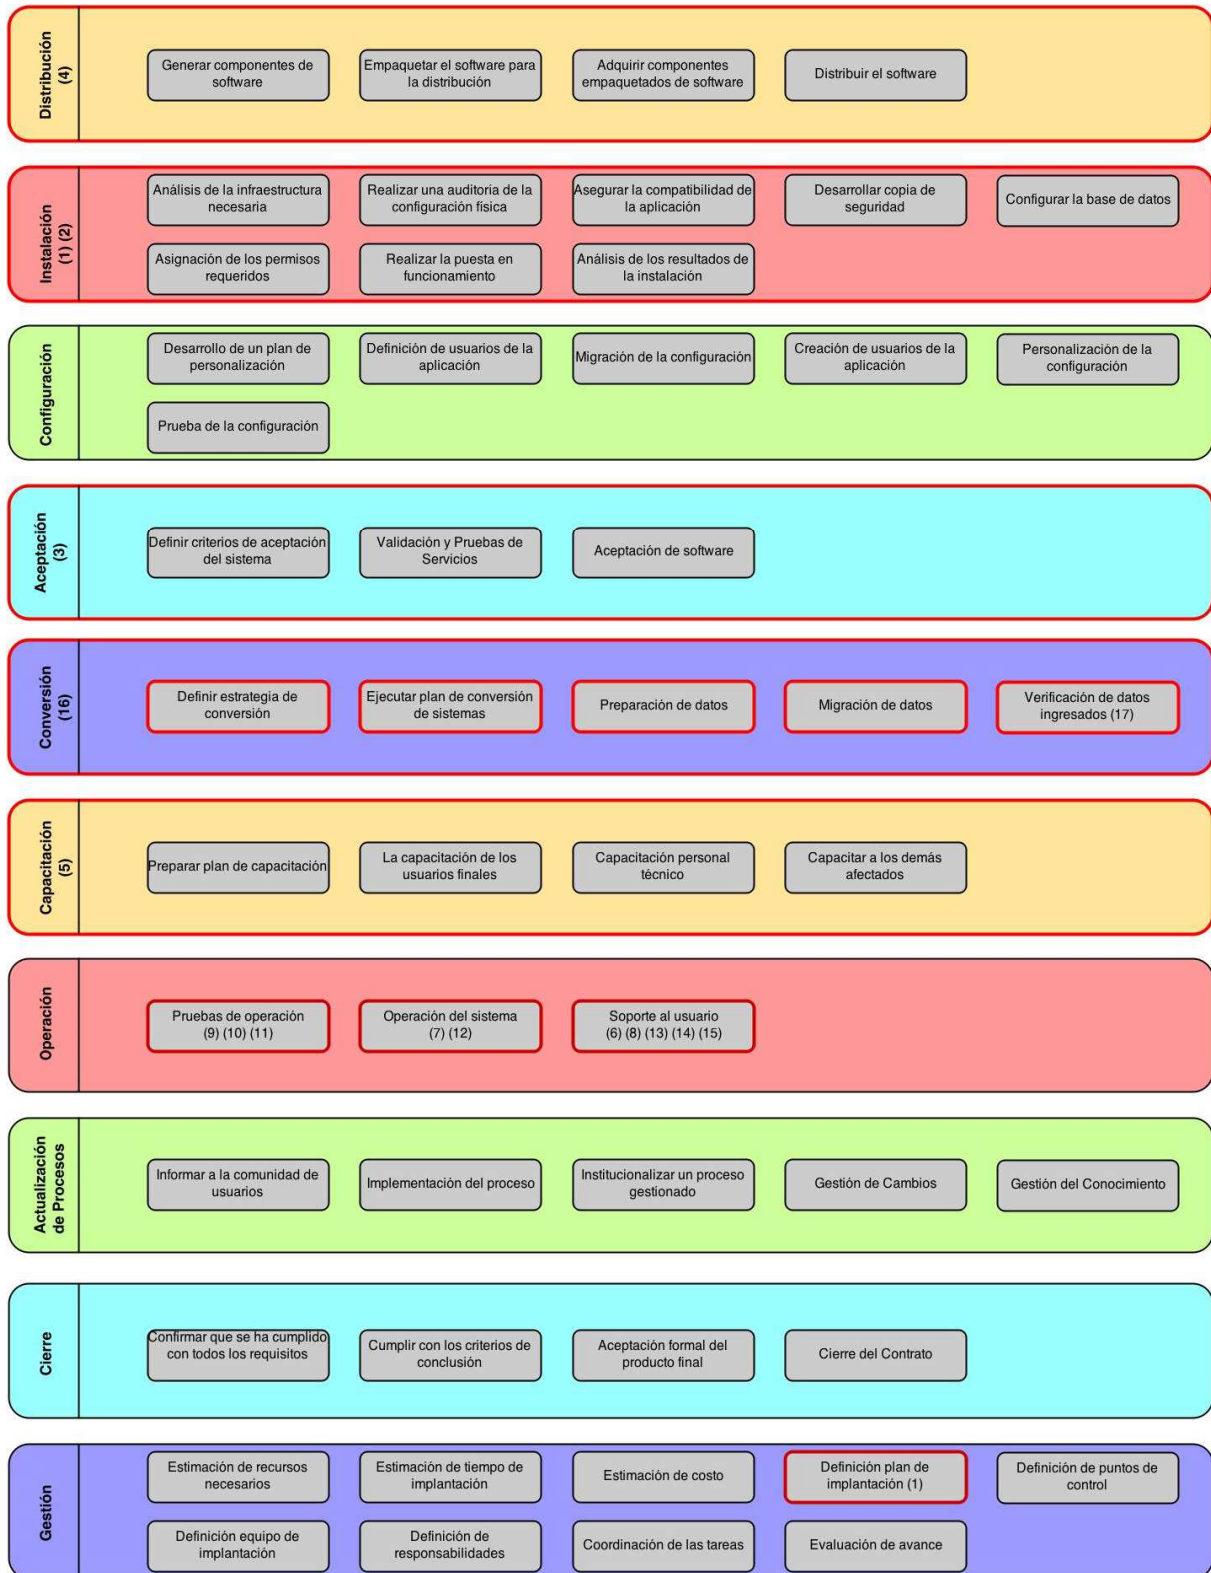 Distribución
(4)
Generar componentes de
software
Empaquetar el software para
la distribución
Adquirir componentes
empaquetados de software
Distribuir el software
Instalación
(1) (2)
Análisis de la infraestructura
necesaria
Realizar una auditoría de la
configuración física
Asegurar la compatibilidad de
la aplicación
Desarrollar copia de
seguridad
Configurar la base de datos
Asignación de los permisos
requeridos
Realizar la puesta en
funcionamiento
Análisis de los resultados de
la instalación
Configuración
Desarrollo de un plan de
personalización
Definición de usuarios de la
aplicación
Migración de la configuración
Creación de usuarios de la
aplicación
Personalización de la
configuración
Prueba de la configuración
Aceptación
(3)
Definir criterios de aceptación
del sistema
Validación y Pruebas de
Servicios
Aceptación de software
Conversión
(16)
Definir estrategia de
conversión
Ejecutar plan de conversión
de sistemas
Preparación de datos
Migración de datos
Verificación de datos
ingresados (17)
Capacitación
(5)
Preparar plan de capacitación
La capacitación de los
usuarios finales
Capacitación personal
técnico
Capacitar a los demás
afectados
Operación
Pruebas de operación
(9) (10) (11)
Operación del sistema
(7) (12)
Soporte al usuario
(6) (8) (13) (14) (15)
Actualización
de Procesos
Informar a la comunidad de
usuarios
Implementación del proceso
Institucionalizar un proceso
gestionado
Gestión de Cambios
Gestión del Conocimiento
Cierre
Confirmar que se ha cumplido
con todos los requisitos
Cumplir con los criterios de
conclusión
Aceptación formal del
producto final
Cierre del Contrato
Gestión
Estimación de recursos
necesarios
Estimación de tiempo de
implantación
Estimación de costo
Definición plan de
implantación (1)
Definición de puntos de
control
Definición equipo de
implantación
Definición de
responsabilidades
Coordinación de las tareas
Evaluación de avance